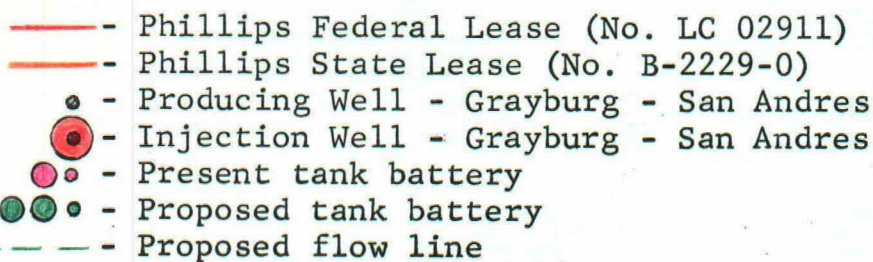 - Phillips Federal Lease (No. LC 02911)
- Phillips State Lease (No. B-2229-0)
- Producing Well - Grayburg - San Andres
- Injection Well - Grayburg - San Andres
- Present tank battery
- Proposed tank battery
- Proposed flow line